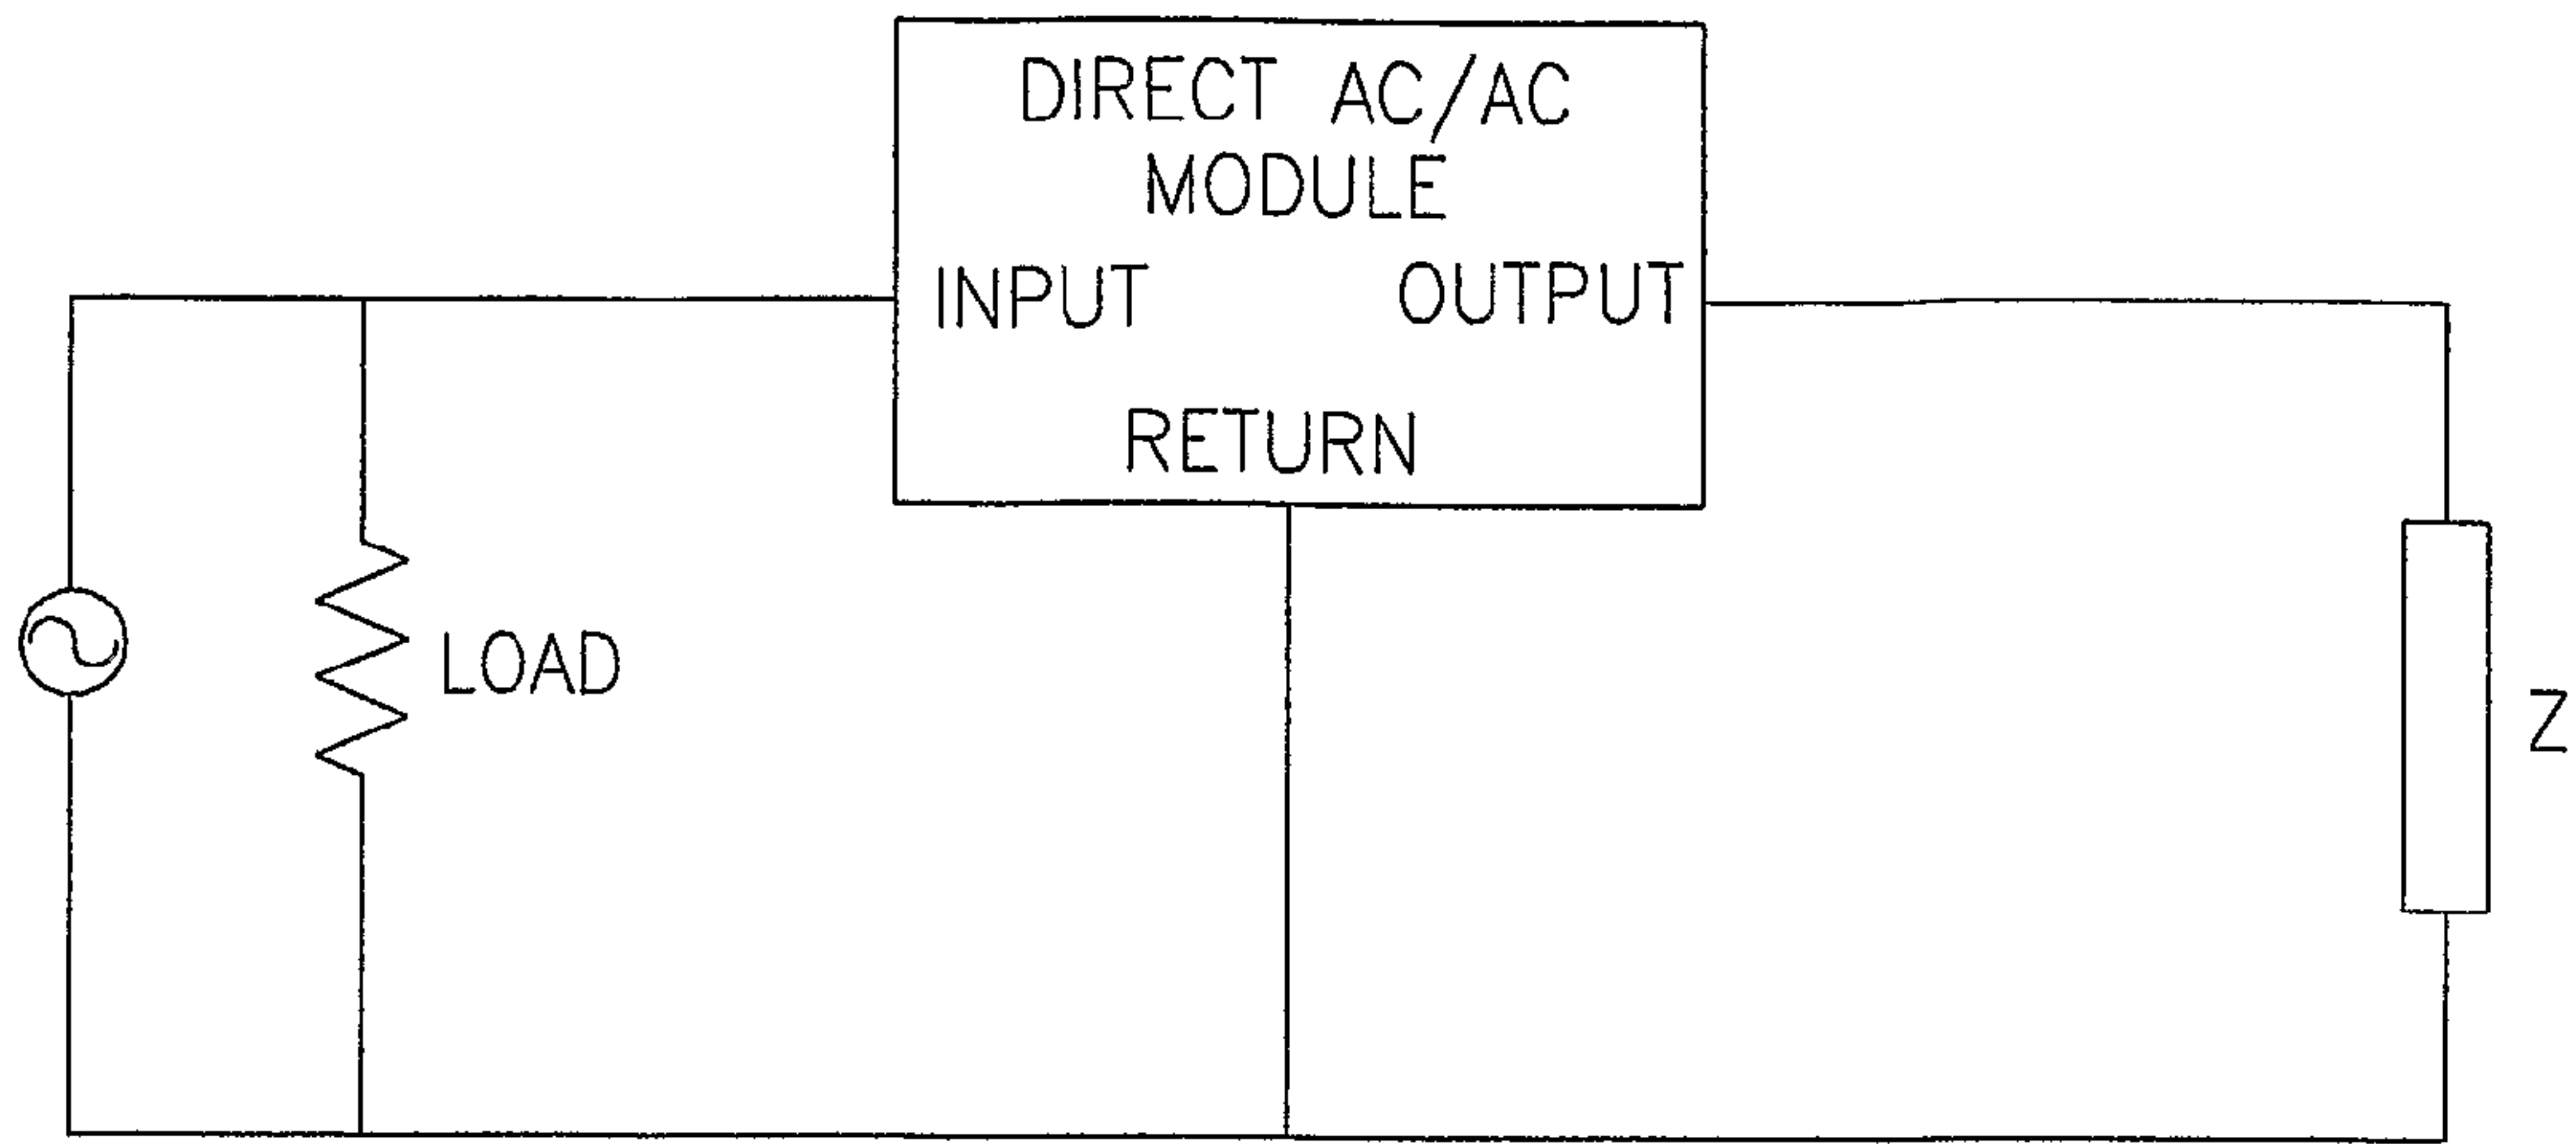 DIRECT AC/AC
MODULE
INPUT
OUTPUT
RETURN
LOAD
Z